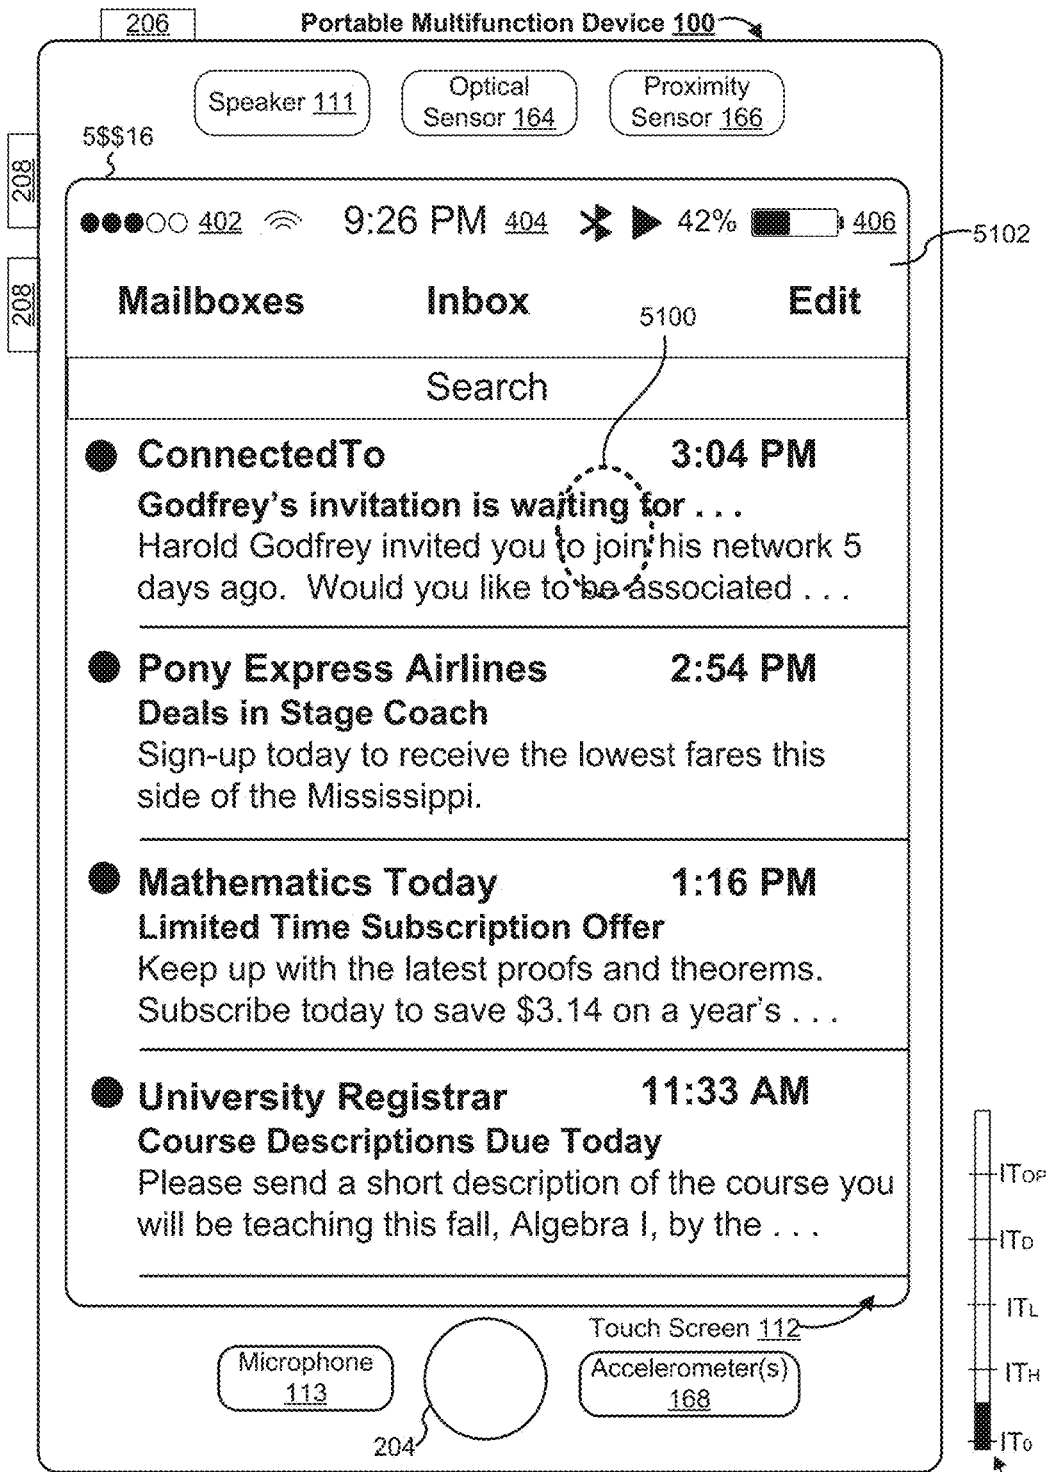 206
Portable Multifunction Device 100
Speaker 111
Optical Sensor 164
Proximity Sensor 166
5$$16
208
208
402 9:26 PM 404 42% 406
5102
Mailboxes Inbox Edit
5100
Search
ConnectedTo 3:04 PM
Godfrey's invitation is waiting for . . .
Harold Godfrey invited you to join his network 5
days ago. Would you like to be associated . . .
Pony Express Airlines 2:54 PM
Deals in Stage Coach
Sign-up today to receive the lowest fares this
side of the Mississippi.
Mathematics Today 1:16 PM
Limited Time Subscription Offer
Keep up with the latest proofs and theorems.
Subscribe today to save $3.14 on a year's . . .
University Registrar 11:33 AM
Course Descriptions Due Today
Please send a short description of the course you
will be teaching this fall, Algebra I, by the . . .
ITOP
ITD
ITL
ITH
IT0
Touch Screen 112
Microphone
113
Accelerometer(s)
168
204